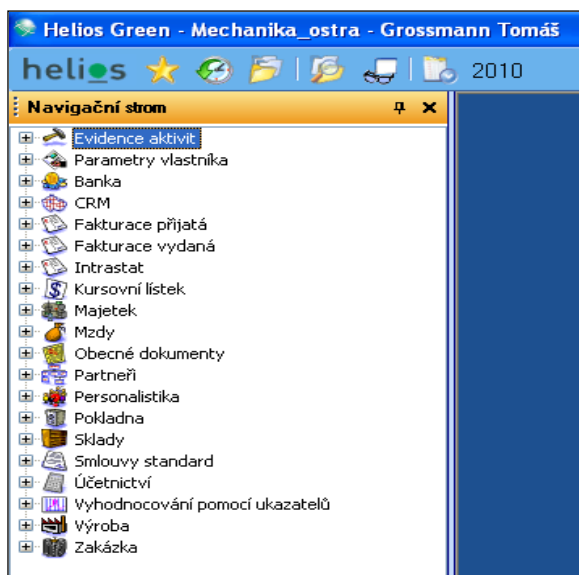 Helios Green - Mechanika_ostra - Grossmann Tomáš
helios 2010
Navigační strom
Evidence aktivit
Parametry vlastníka
Banka
CRM
Fakturace přijatá
Fakturace vydaná
Intrastat
Kursovní lístek
Majetek
Mzdy
Obecné dokumenty
Partneři
Personalistika
Pokladna
Sklady
Smlouvy standard
Účetnictví
Vyhodnocování pomocí ukazatelů
Výroba
Zakázka